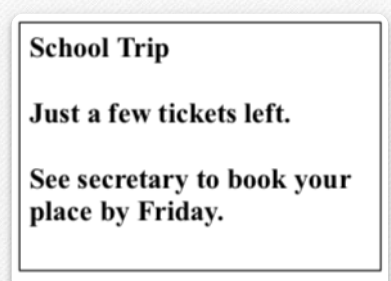 School Trip
Just a few tickets left.
See secretary to book your
place by Friday.